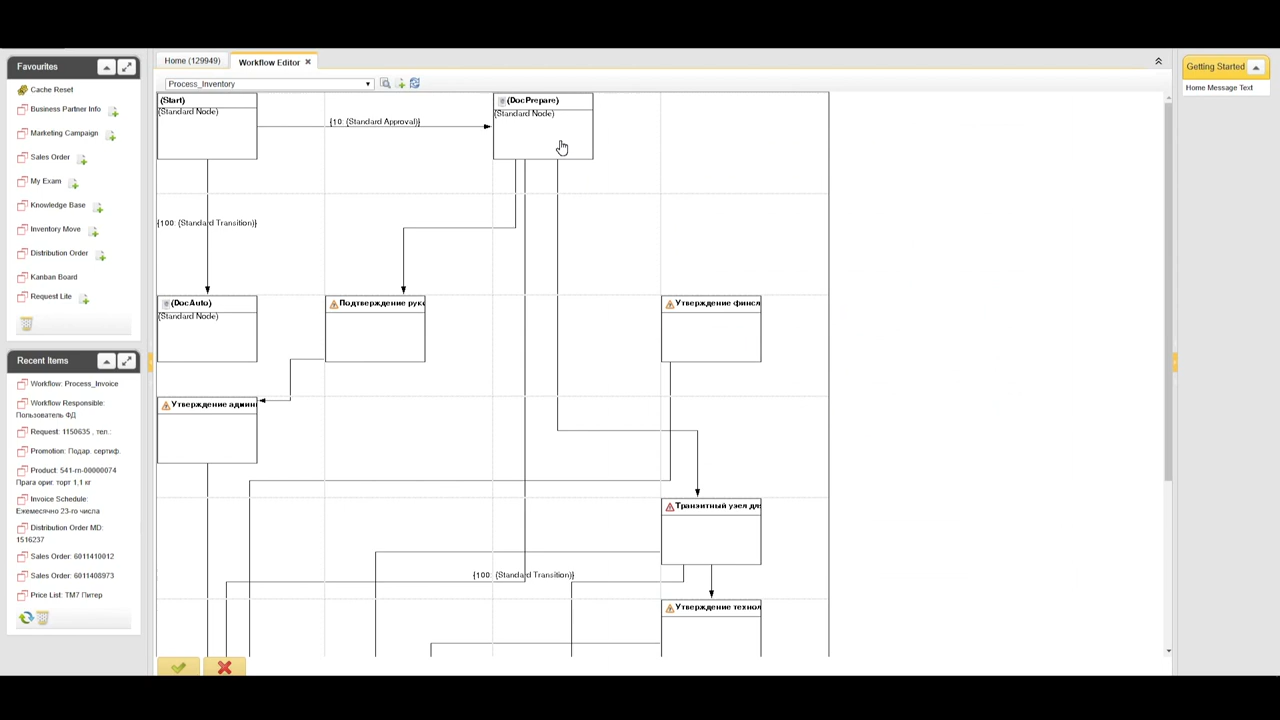 Favourites
Cache Reset
Business Partner Info
Marketing Campaign
Sales Order
My Exam
Knowledge Base
Inventory Move
Distribution Order
Kanban Board
Request Lite
Recent Items
Workflow: Process_Invoice
Workflow Responsible:
Пользователь ФД
Request: 1150635 , тел.:
Promotion: Подар. сертиф.
Product: 541-гп-00000074
Прага ориг. торт 1,1 кг
Invoice Schedule:
Ежемесячно 23-го числа
Distribution Order MD:
1516237
Sales Order: 6011410012
Sales Order: 6011408973
Price List: ТМ7 Питер
Home (129949)
Workflow Editor
Process_Inventory
(Start)
{Standard Node}
{10: {Standard Approval}}
(DocPrepare)
{Standard Node}
{100: {Standard Transition}}
(DocAuto)
{Standard Node}
Подтверждение рук
Утверждение финсл
Утверждение админ
Транзитный узел дл
{100: {Standard Transition}}
Утверждение технол
Getting Started
Home Message Text